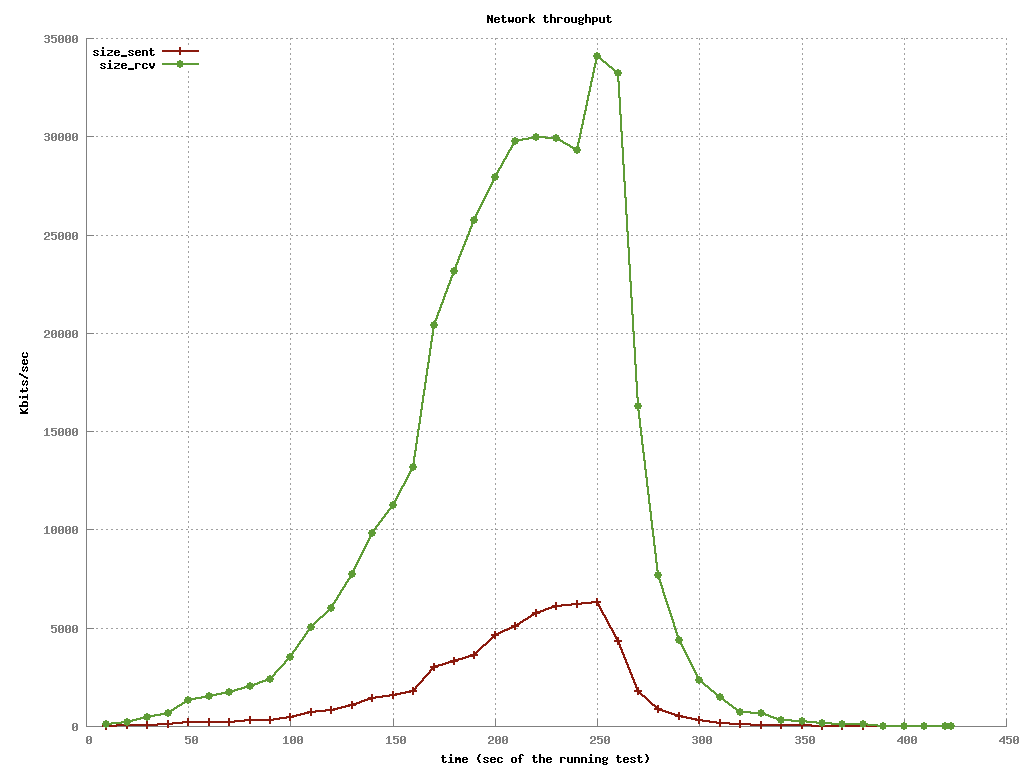 Network throughput
size_sent
size_rcv
35000
30000
25000
20000
15000
10000
5000
0
Kbits/sec
0 50 100 150 200 250 300 350 400 450
time (sec of the running test)